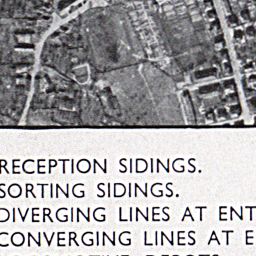 RECEPTION SIDINGS.
SORTING SIDINGS.
DIVERGING LINES AT ENT
CONVERGING LINES AT E